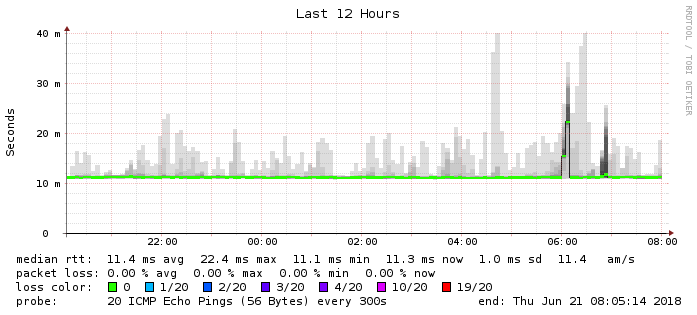 Last 12 Hours
RRDTOOL / TOBI OETIKER
Seconds
40 m
30 m
20 m
10 m
0
22:00 00:00 02:00 04:00 06:00 08:00
median rtt: 11.4 ms avg 22.4 ms max 11.1 ms min 11.3 ms now 1.0 ms sd 11.4 am/s
packet loss: 0.00 % avg 0.00 % max 0.00 % min 0.00 % now
loss color: 0 1/20 2/20 3/20 4/20 10/20 19/20
probe: 20 ICMP Echo Pings (56 Bytes) every 300s end: Thu Jun 21 08:05:14 2018